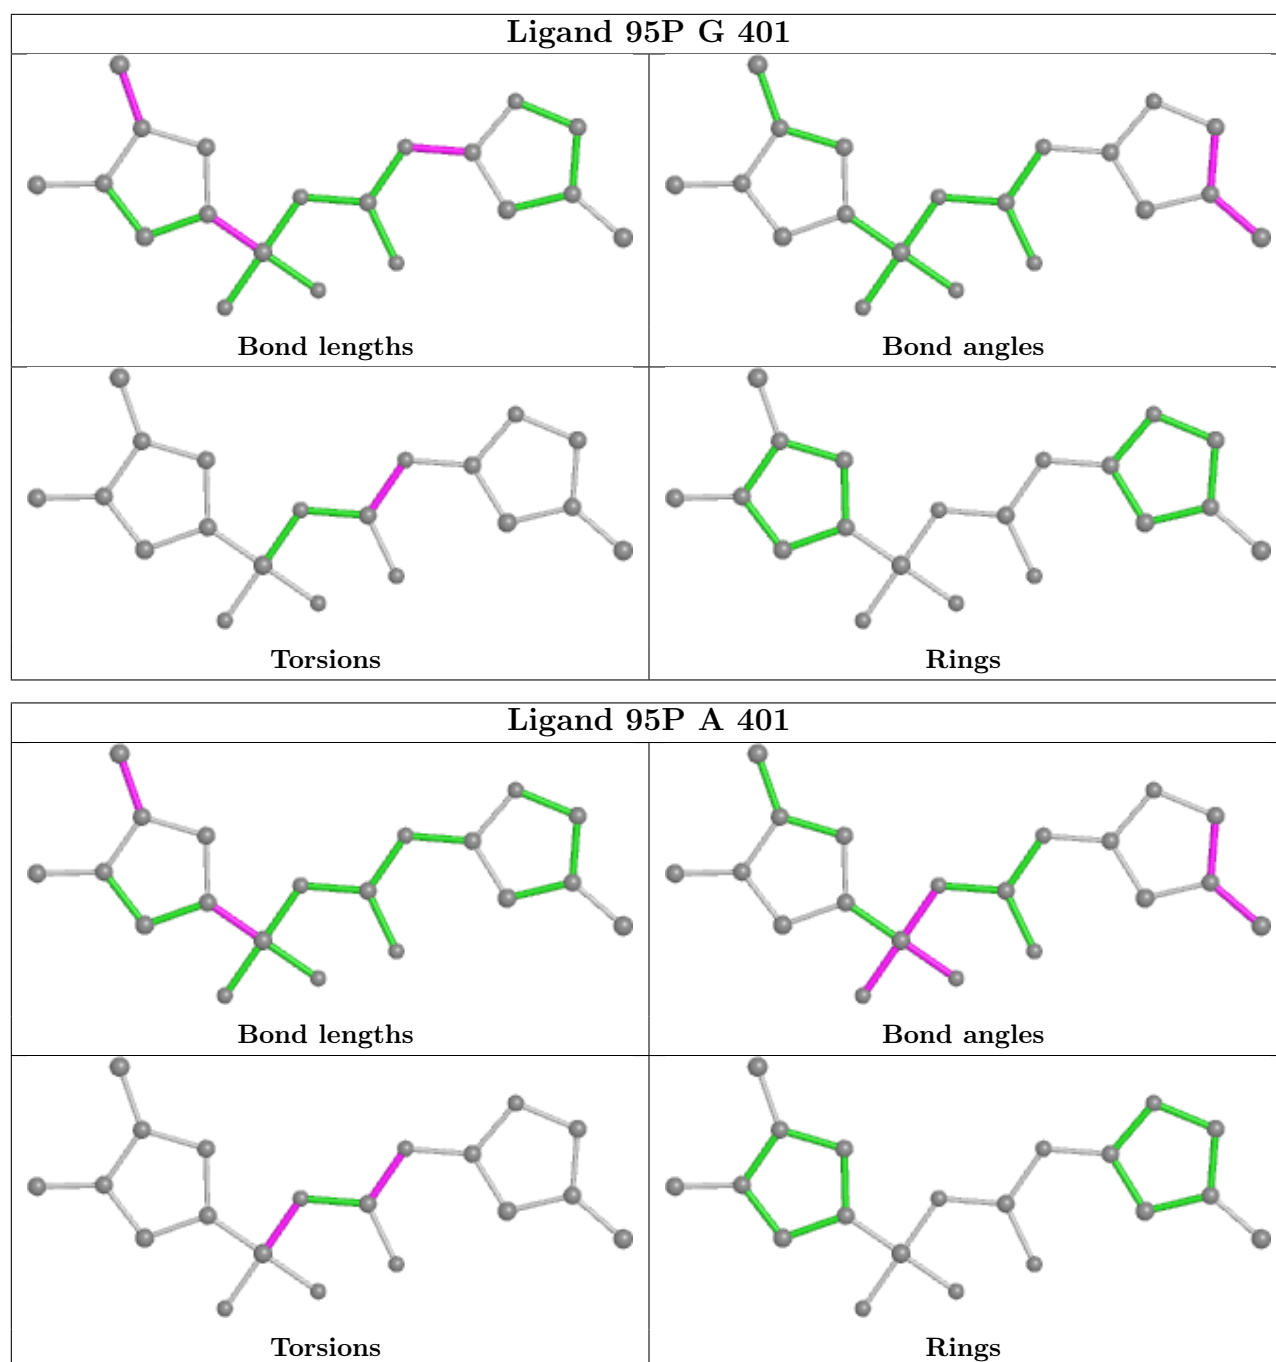 Ligand 95P G 401
Bond lengths
Bond angles
Torsions
Rings
Ligand 95P A 401
Bond lengths
Bond angles
Torsions
Rings